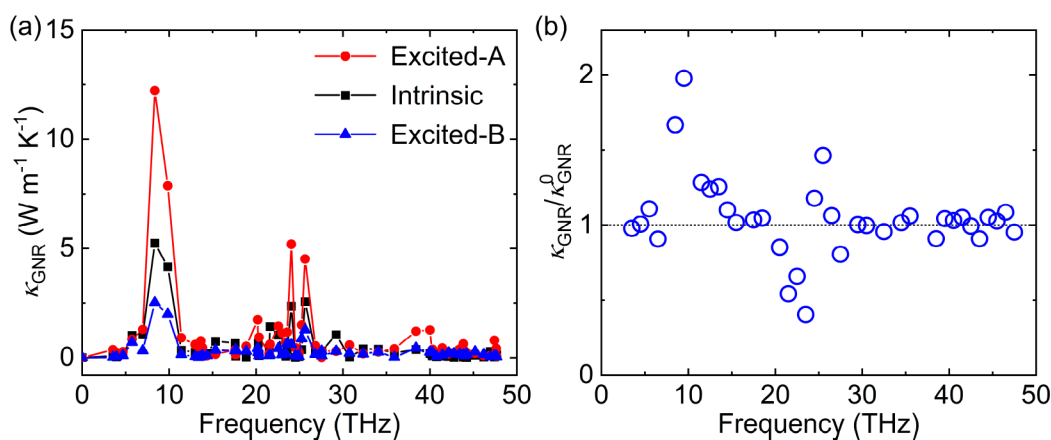 (a)
15
10
5
0
κGNR (W m⁻¹ K⁻¹)
Excited-A
Intrinsic
Excited-B
0 10 20 30 40 50
Frequency (THz)
(b)
2
1
0
κGNR/κ⁰GNR
0 10 20 30 40 50
Frequency (THz)